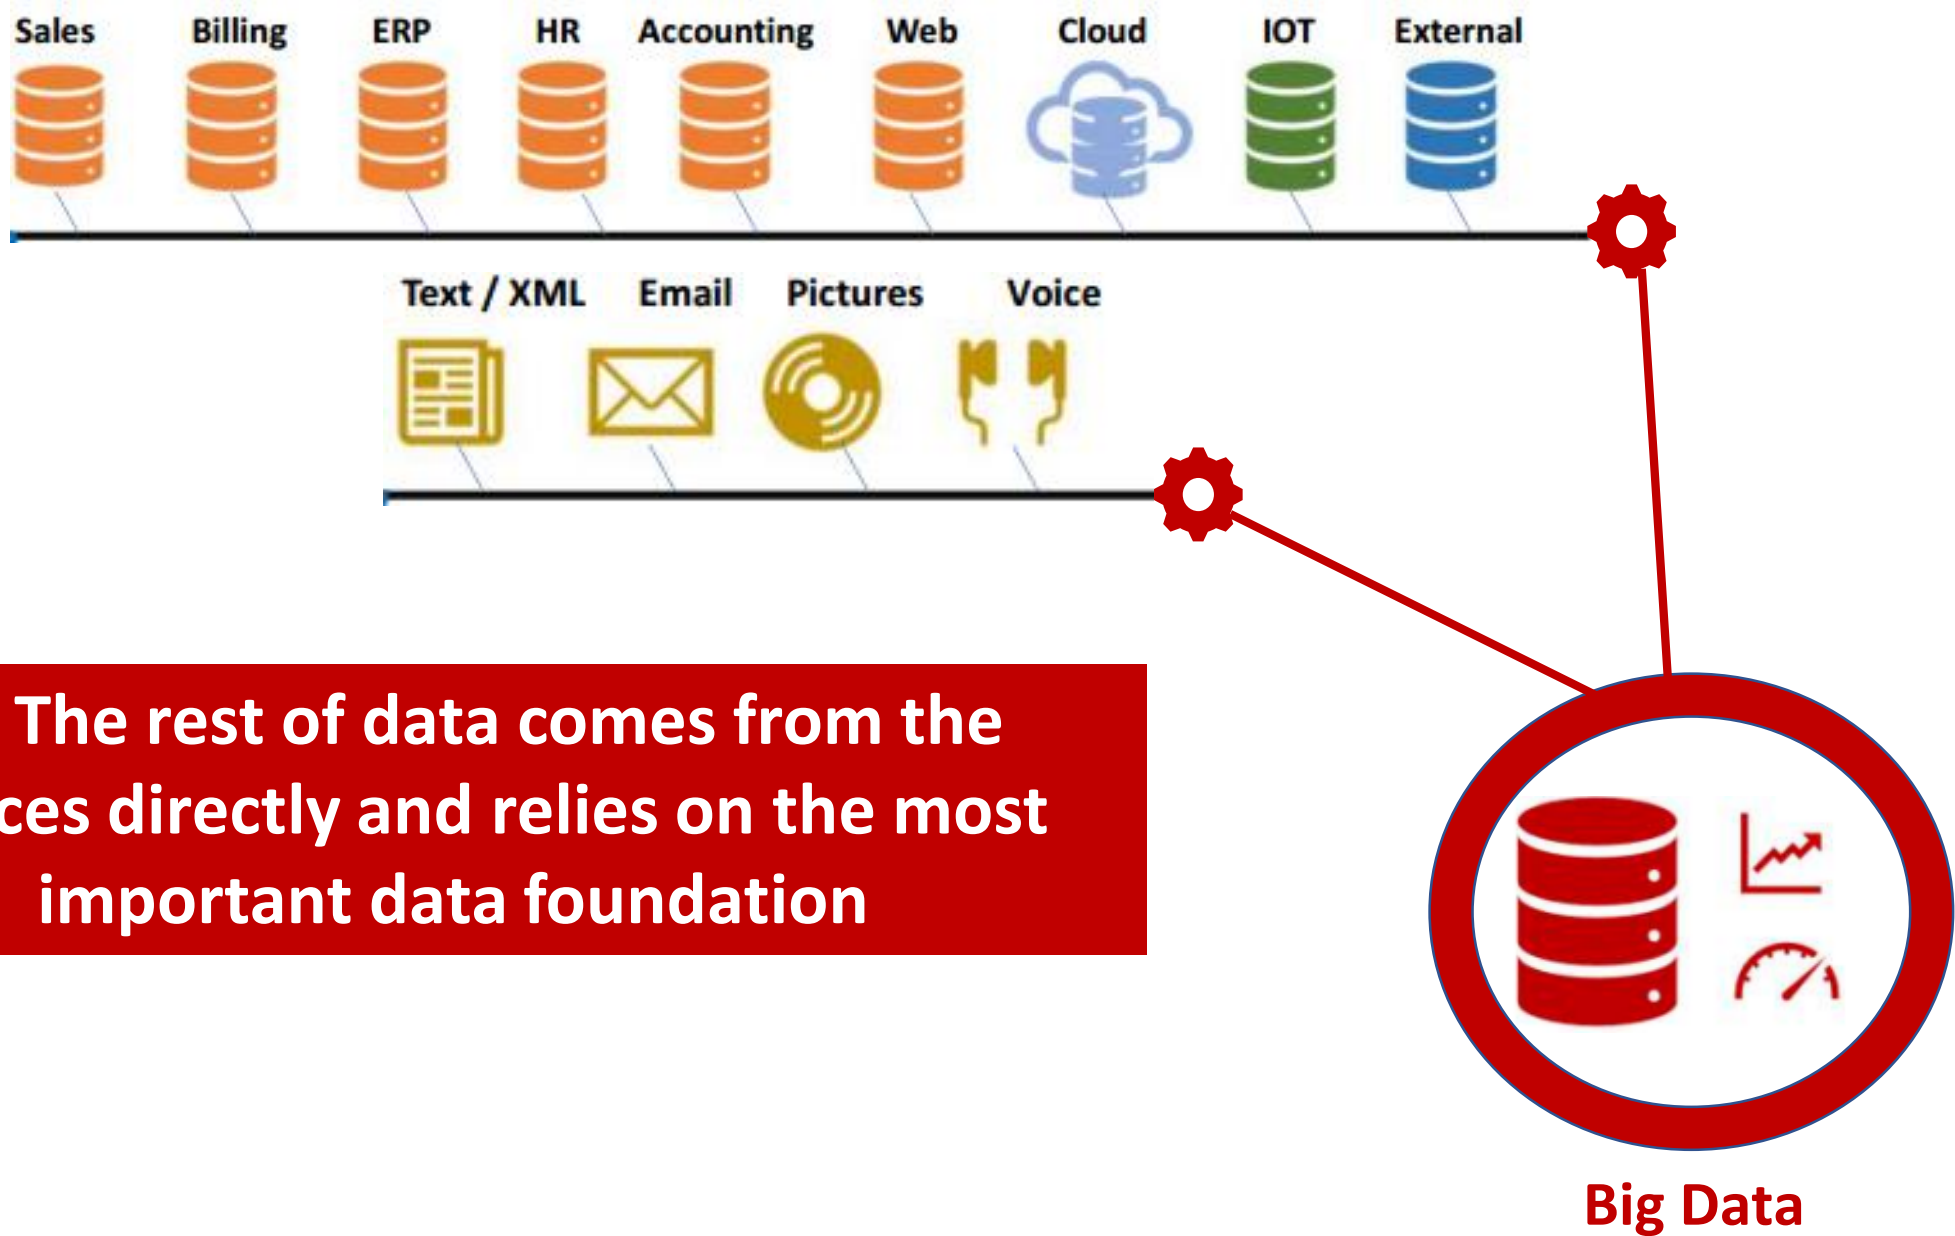 Sales Billing ERP HR Accounting Web Cloud IOT External
Text / XML Email Pictures Voice
The rest of data comes from the
directly and relies on the most
important data foundation
Big Data